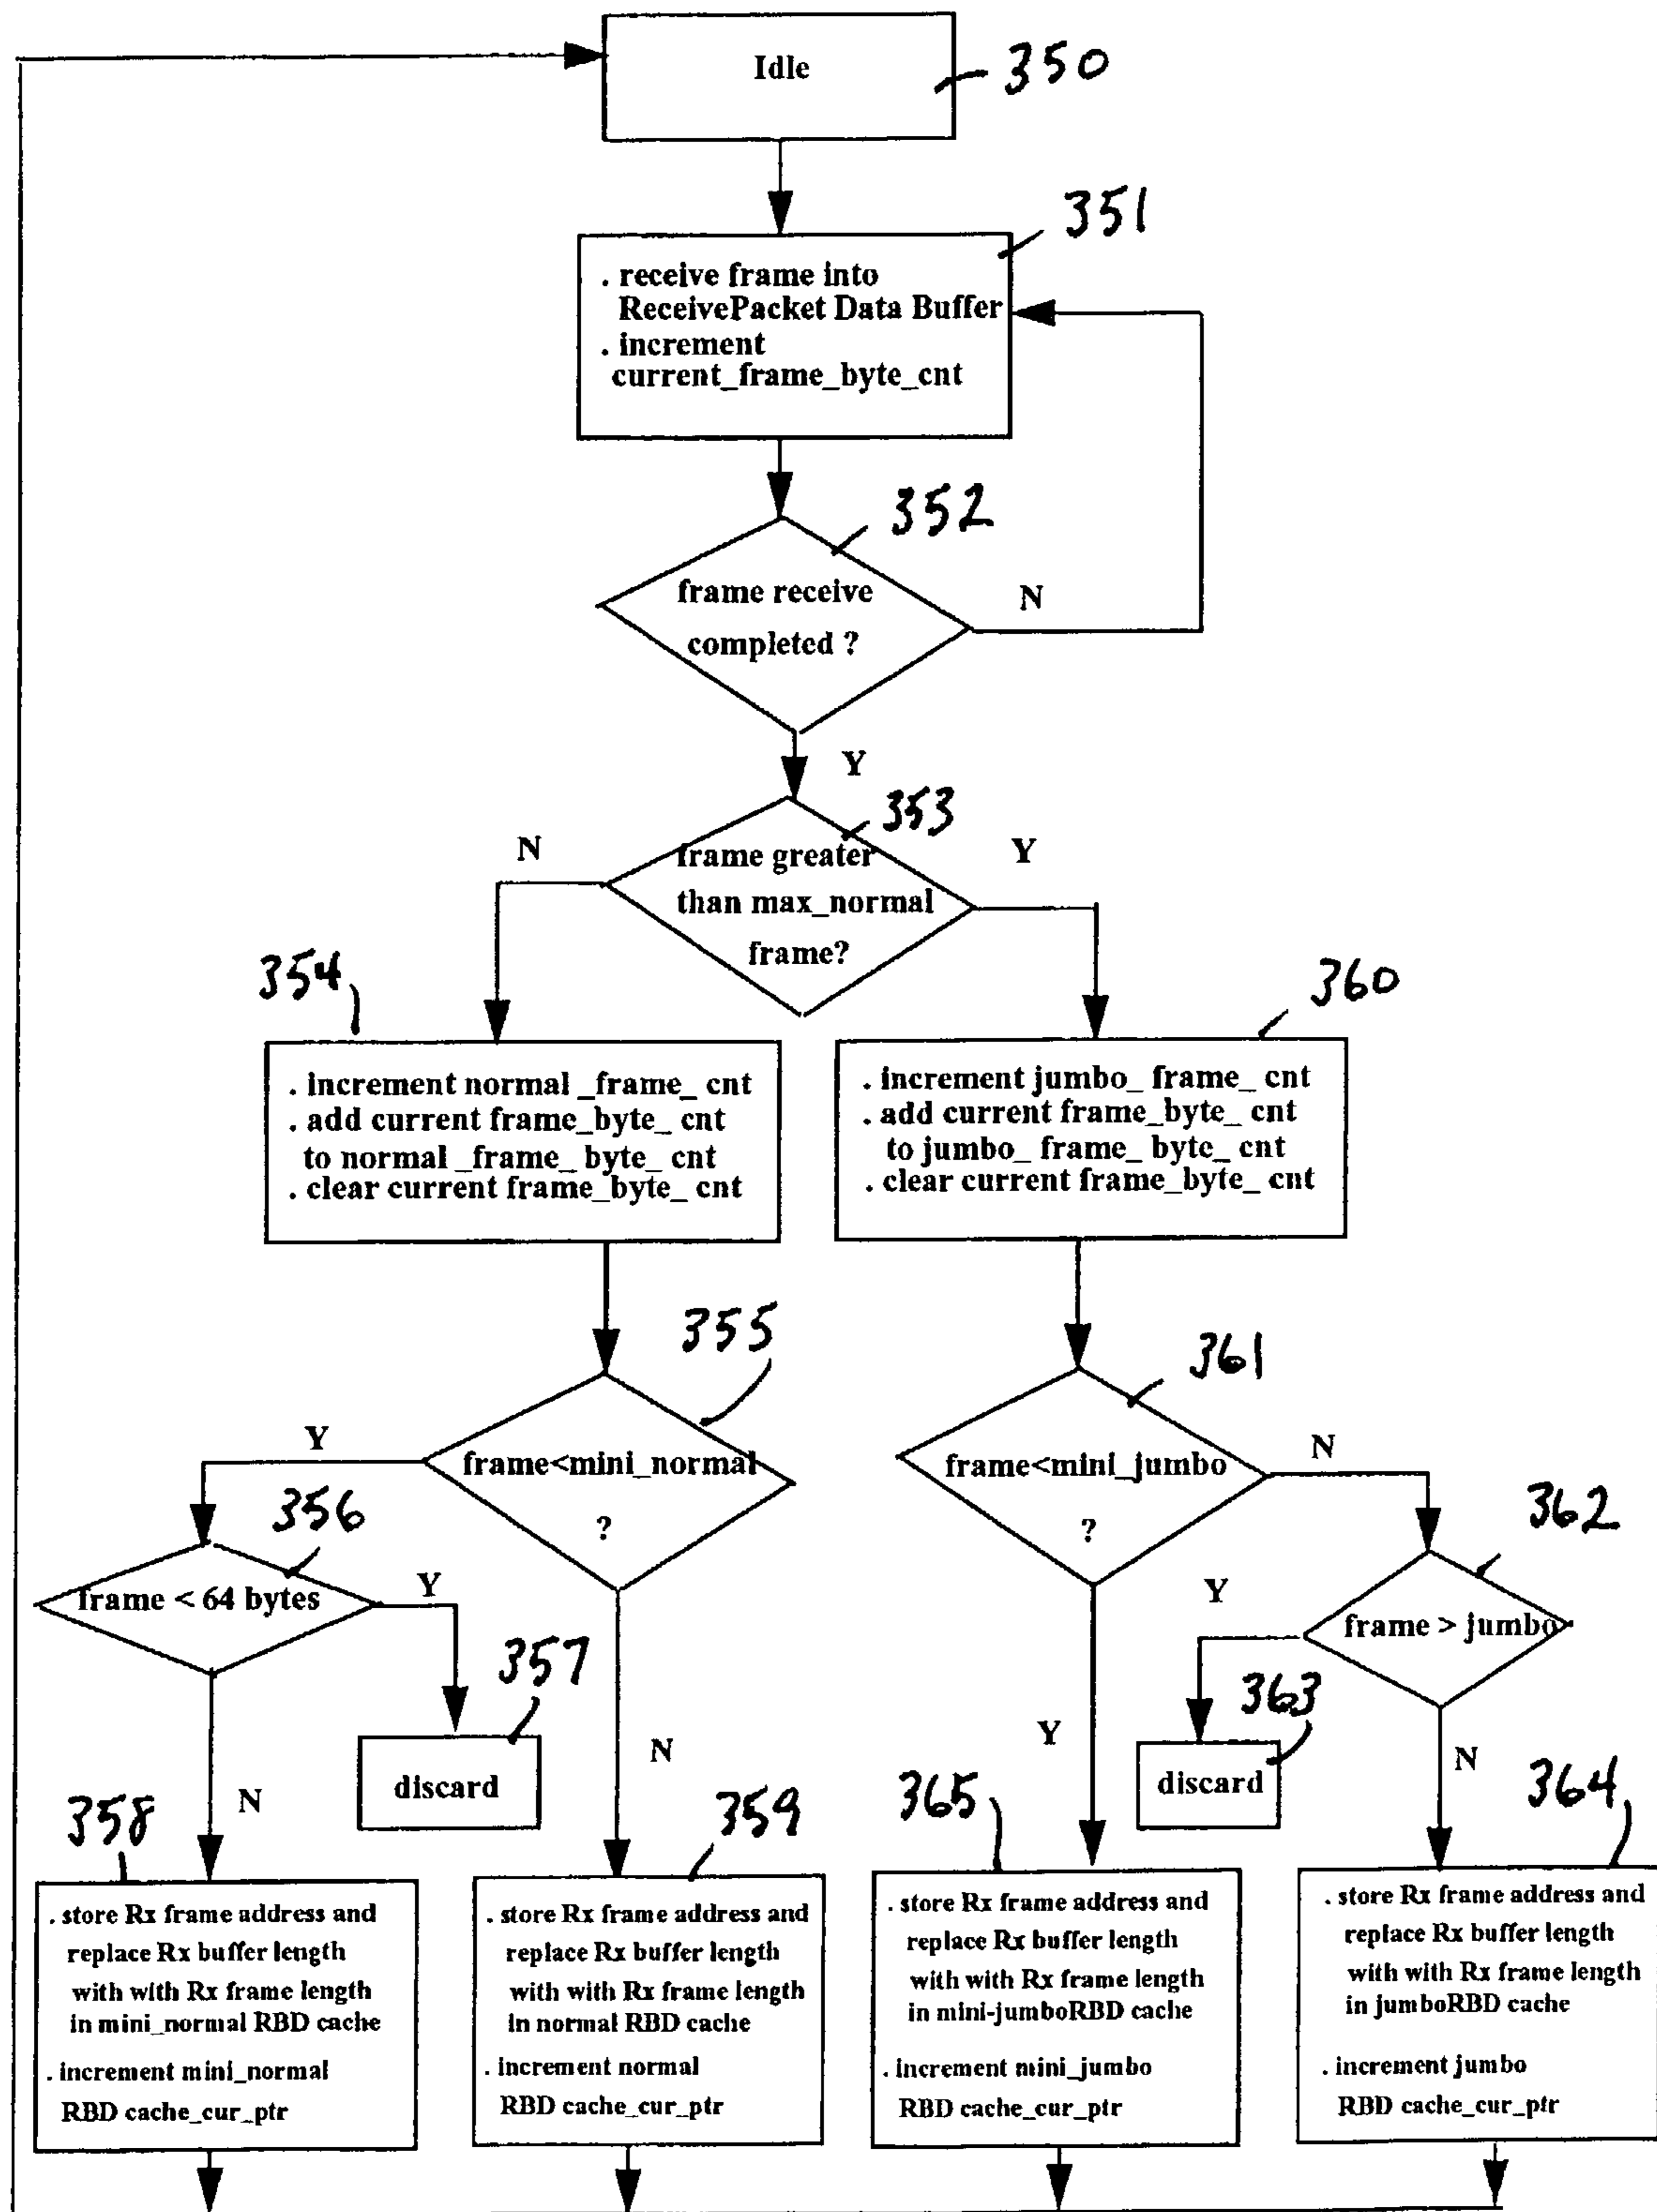 Idle
350
351
. receive frame into
ReceivePacket Data Buffer
. increment
current_frame_byte_cnt
352
frame receive
completed ?
N
Y
353
frame greater
than max_normal
frame?
N
Y
354
. increment normal _frame_ cnt
. add current frame_byte_ cnt
to normal _frame_ byte_ cnt
. clear current frame_byte_ cnt
360
. increment jumbo_ frame_ cnt
. add current frame_byte_ cnt
to jumbo_ frame_ byte_ cnt
. clear current frame_byte_ cnt
355
frame<mini_normal
?
Y
N
361
frame<mini_jumbo
?
N
Y
356
frame < 64 bytes
Y
N
362
frame > jumbo
Y
N
357
discard
363
discard
358
. store Rx frame address and
replace Rx buffer length
with with Rx frame length
in mini_normal RBD cache
. increment mini_normal
RBD cache_cur_ptr
359
. store Rx frame address and
replace Rx buffer length
with with Rx frame length
in normal RBD cache
. increment normal
RBD cache_cur_ptr
365
. store Rx frame address and
replace Rx buffer length
with with Rx frame length
in mini-jumboRBD cache
. increment mini_jumbo
RBD cache_cur_ptr
364
. store Rx frame address and
replace Rx buffer length
with with Rx frame length
in jumboRBD cache
. increment jumbo
RBD cache_cur_ptr